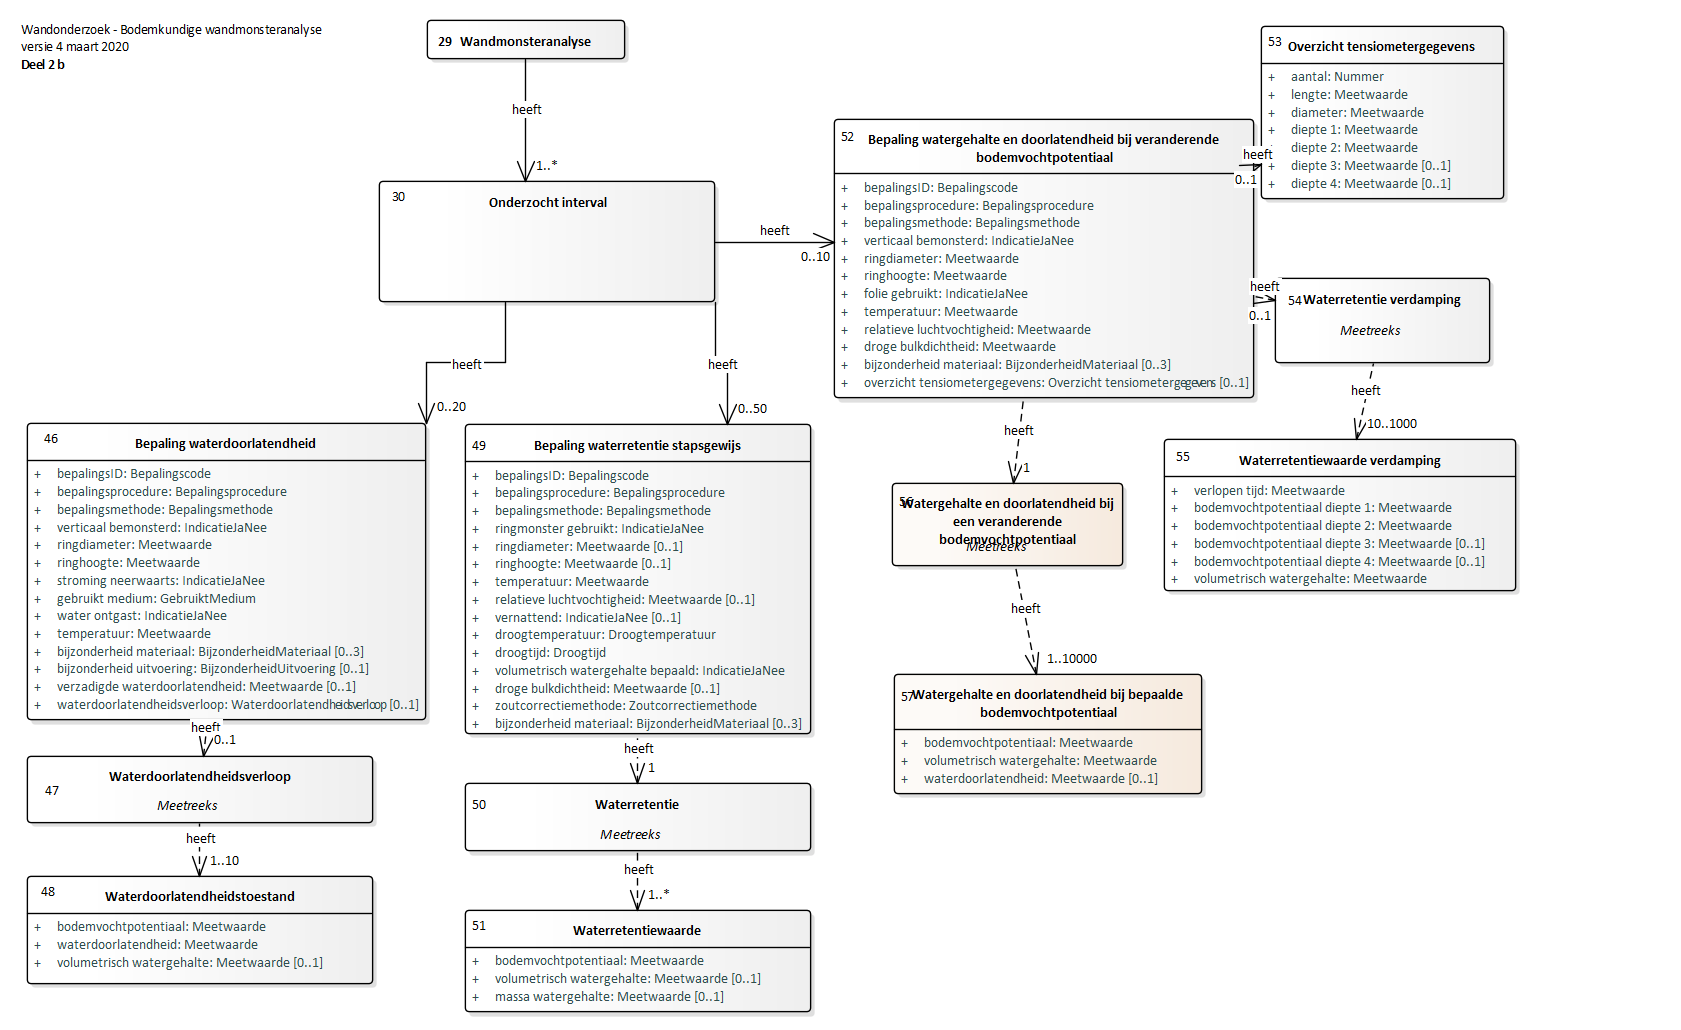 Wandonderzoek - Bodemkundige wandmonsteranalyse
versie 4 maart 2020
Deel 2 b
29 Wandmonsteranalyse
heeft
1..*
30 Onderzocht interval
heeft
0..10
heeft
0..20
heeft
0..50
46 Bepaling waterdoorlatendheid
+ bepalingsID: Bepalingscode
+ bepalingsprocedure: Bepalingsprocedure
+ bepalingsmethode: Bepalingsmethode
+ verticaal bemonsterd: IndicatieJaNee
+ ringdiameter: Meetwaarde
+ ringhoogte: Meetwaarde
+ stroming neerwaarts: IndicatieJaNee
+ gebruikt medium: GebruiktMedium
+ water ontgast: IndicatieJaNee
+ temperatuur: Meetwaarde
+ bijzonderheid materiaal: BijzonderheidMateriaal [0..3]
+ bijzonderheid uitvoering: BijzonderheidUitvoering [0..1]
+ verzadigde waterdoorlatendheid: Meetwaarde [0..1]
+ waterdoorlatendheidsverloop: Waterdoorlatendheidsverloop [0..1]
heeft
0..1
47 Waterdoorlatendheidsverloop
Meetreeks
heeft
1..10
48 Waterdoorlatendheidstoestand
+ bodemvochtpotentiaal: Meetwaarde
+ waterdoorlatendheid: Meetwaarde
+ volumetrisch watergehalte: Meetwaarde [0..1]
49 Bepaling waterretentie stapsgewijs
+ bepalingsID: Bepalingscode
+ bepalingsprocedure: Bepalingsprocedure
+ bepalingsmethode: Bepalingsmethode
+ ringmonster gebruikt: IndicatieJaNee
+ ringdiameter: Meetwaarde [0..1]
+ ringhoogte: Meetwaarde [0..1]
+ temperatuur: Meetwaarde
+ relatieve luchtvochtigheid: Meetwaarde [0..1]
+ vernattend: IndicatieJaNee [0..1]
+ droogtemperatuur: Droogtemperatuur
+ droogtijd: Droogtijd
+ volumetrisch watergehalte bepaald: IndicatieJaNee
+ droge bulkdichtheid: Meetwaarde [0..1]
+ zoutcorrectiemethode: Zoutcorrectiemethode
+ bijzonderheid materiaal: BijzonderheidMateriaal [0..3]
heeft
1
50 Waterretentie
Meetreeks
heeft
1..*
51 Waterretentiewaarde
+ bodemvochtpotentiaal: Meetwaarde
+ volumetrisch watergehalte: Meetwaarde [0..1]
+ massa watergehalte: Meetwaarde [0..1]
52 Bepaling watergehalte en doorlatendheid bij veranderende
bodemvochtpotentiaal
+ bepalingsID: Bepalingscode
+ bepalingsprocedure: Bepalingsprocedure
+ bepalingsmethode: Bepalingsmethode
+ verticaal bemonsterd: IndicatieJaNee
+ ringdiameter: Meetwaarde
+ ringhoogte: Meetwaarde
+ folie gebruikt: IndicatieJaNee
+ temperatuur: Meetwaarde
+ relatieve luchtvochtigheid: Meetwaarde
+ droge bulkdichtheid: Meetwaarde
+ bijzonderheid materiaal: BijzonderheidMateriaal [0..3]
+ overzicht tensiometergegevens: Overzicht tensiometergegevens [0..1]
heeft
0..1
53 Overzicht tensiometergegevens
+ aantal: Nummer
+ lengte: Meetwaarde
+ diameter: Meetwaarde
+ diepte 1: Meetwaarde
+ diepte 2: Meetwaarde
+ diepte 3: Meetwaarde [0..1]
+ diepte 4: Meetwaarde [0..1]
heeft
0..1
54 Waterretentie verdamping
Meetreeks
heeft
10..1000
55 Waterretentiewaarde verdamping
+ verlopen tijd: Meetwaarde
+ bodemvochtpotentiaal diepte 1: Meetwaarde
+ bodemvochtpotentiaal diepte 2: Meetwaarde
+ bodemvochtpotentiaal diepte 3: Meetwaarde [0..1]
+ bodemvochtpotentiaal diepte 4: Meetwaarde [0..1]
+ volumetrisch watergehalte: Meetwaarde
heeft
1
56 Watergehalte en doorlatendheid bij
een veranderende
bodemvochtpotentiaal
Meetreeks
heeft
1..10000
57 Watergehalte en doorlatendheid bij bepaalde
bodemvochtpotentiaal
+ bodemvochtpotentiaal: Meetwaarde
+ volumetrisch watergehalte: Meetwaarde
+ waterdoorlatendheid: Meetwaarde [0..1]